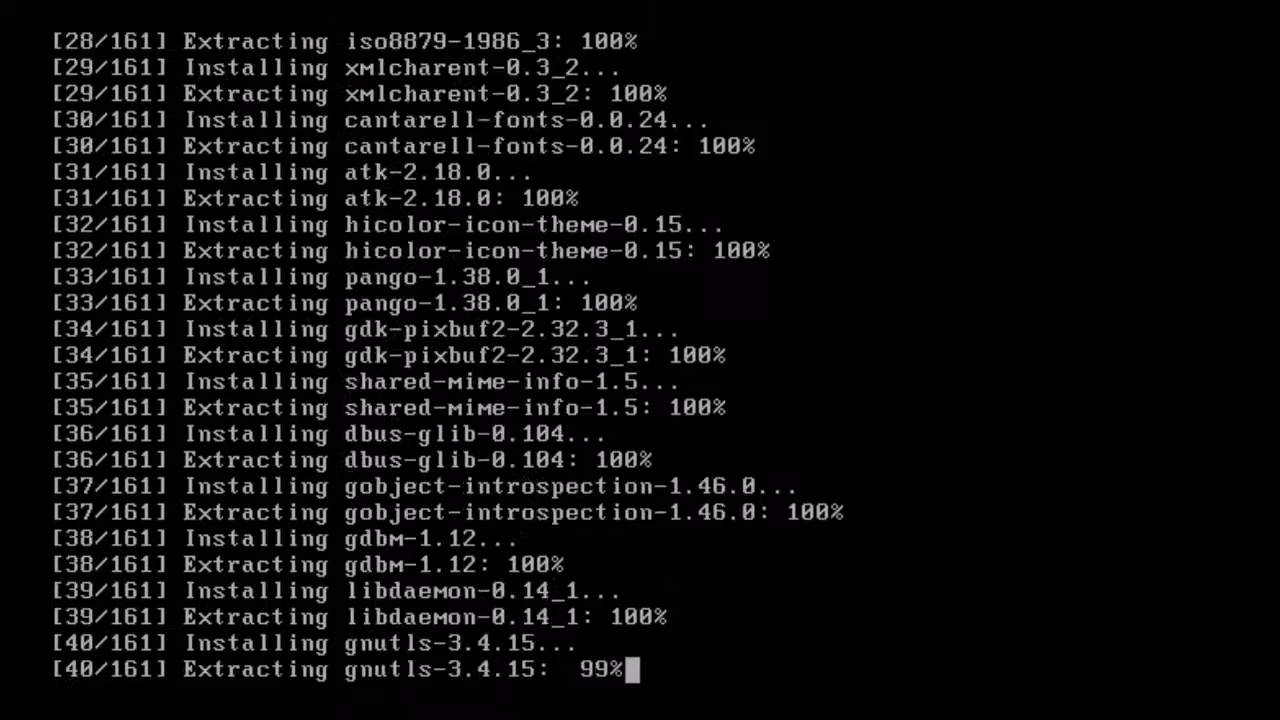 [28/161] Extracting iso8879-1986_3: 100%
[29/161] Installing xmlcharent-0.3_2...
[29/161] Extracting xmlcharent-0.3_2: 100%
[30/161] Installing cantarell-fonts-0.0.24...
[30/161] Extracting cantarell-fonts-0.0.24: 100%
[31/161] Installing atk-2.18.0...
[31/161] Extracting atk-2.18.0: 100%
[32/161] Installing hicolor-icon-theme-0.15...
[32/161] Extracting hicolor-icon-theme-0.15: 100%
[33/161] Installing pango-1.38.0_1...
[33/161] Extracting pango-1.38.0_1: 100%
[34/161] Installing gdk-pixbuf2-2.32.3_1...
[34/161] Extracting gdk-pixbuf2-2.32.3_1: 100%
[35/161] Installing shared-mime-info-1.5...
[35/161] Extracting shared-mime-info-1.5: 100%
[36/161] Installing dbus-glib-0.104...
[36/161] Extracting dbus-glib-0.104: 100%
[37/161] Installing gobject-introspection-1.46.0...
[37/161] Extracting gobject-introspection-1.46.0: 100%
[38/161] Installing gdbm-1.12...
[38/161] Extracting gdbm-1.12: 100%
[39/161] Installing libdaemon-0.14_1...
[39/161] Extracting libdaemon-0.14_1: 100%
[40/161] Installing gnutls-3.4.15...
[40/161] Extracting gnutls-3.4.15:  99%